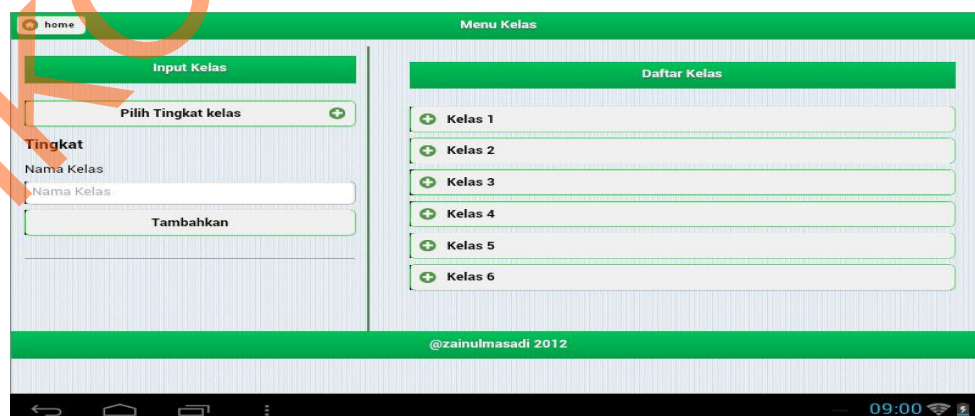 home
Menu Kelas
Input Kelas
Pilih Tingkat kelas
Tingkat
Nama Kelas
Nama Kelas
Tambahkan
Daftar Kelas
Kelas 1
Kelas 2
Kelas 3
Kelas 4
Kelas 5
Kelas 6
@zainulmasadi 2012
09:00